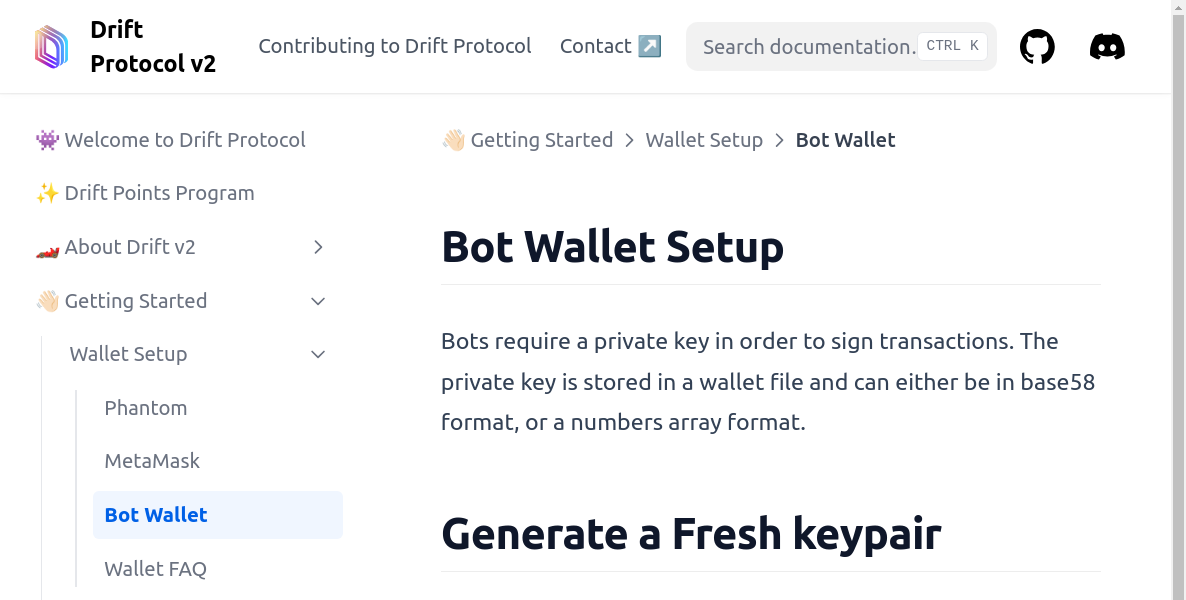 Drift
Protocol v2
Contributing to Drift Protocol
Contact ↗️
Search documentation.
CTRL K
👾 Welcome to Drift Protocol
✨ Drift Points Program
🏎️ About Drift v2
👋🏻 Getting Started
Wallet Setup
Phantom
MetaMask
Bot Wallet
Wallet FAQ
👋🏻 Getting Started > Wallet Setup > Bot Wallet
Bot Wallet Setup
Bots require a private key in order to sign transactions. The
private key is stored in a wallet file and can either be in base58
format, or a numbers array format.
Generate a Fresh keypair